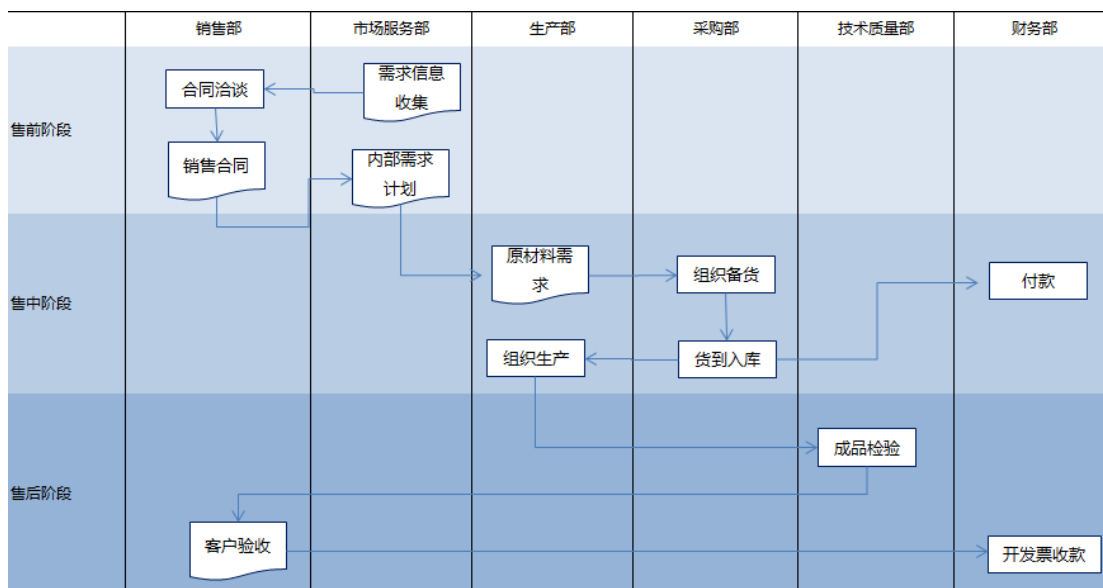 销售部
市场服务部
生产部
采购部
技术质量部
财务部
售前阶段
合同洽谈
需求信息
收集
销售合同
内部需求
计划
售中阶段
原材料需
求
组织备货
付款
组织生产
货到入库
售后阶段
成品检验
客户验收
开发票收款